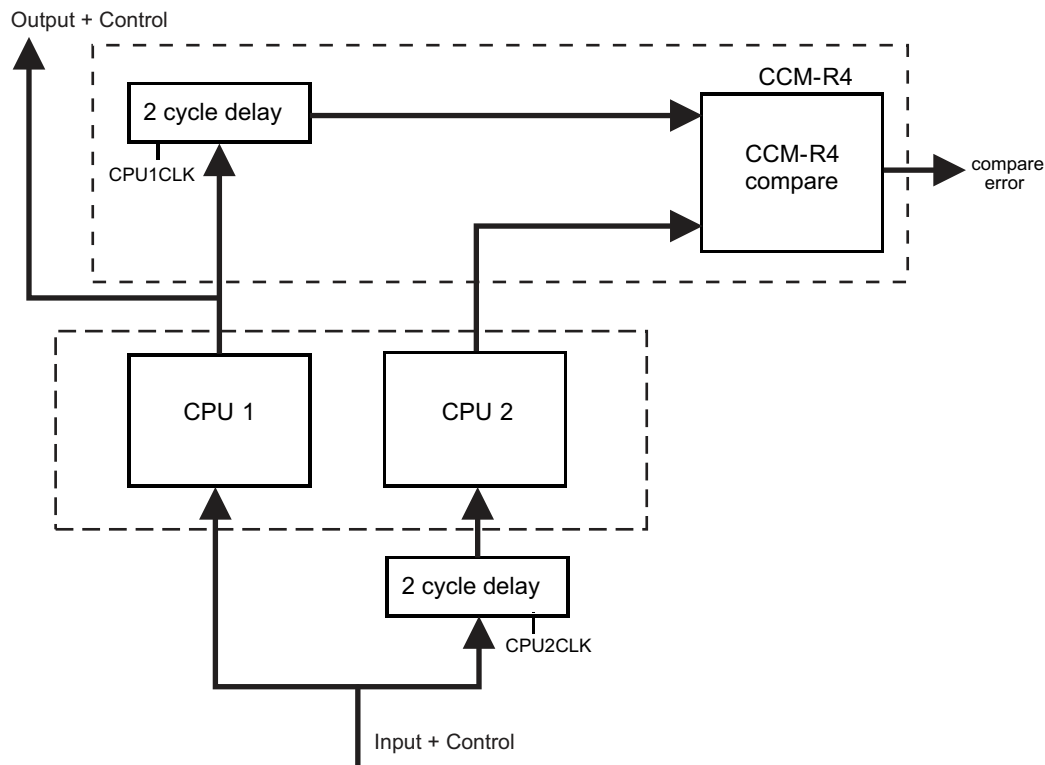 Output + Control
CCM-R4
2 cycle delay
CPU1CLK
CCM-R4
compare
compare
error
CPU 1
CPU 2
2 cycle delay
CPU2CLK
Input + Control